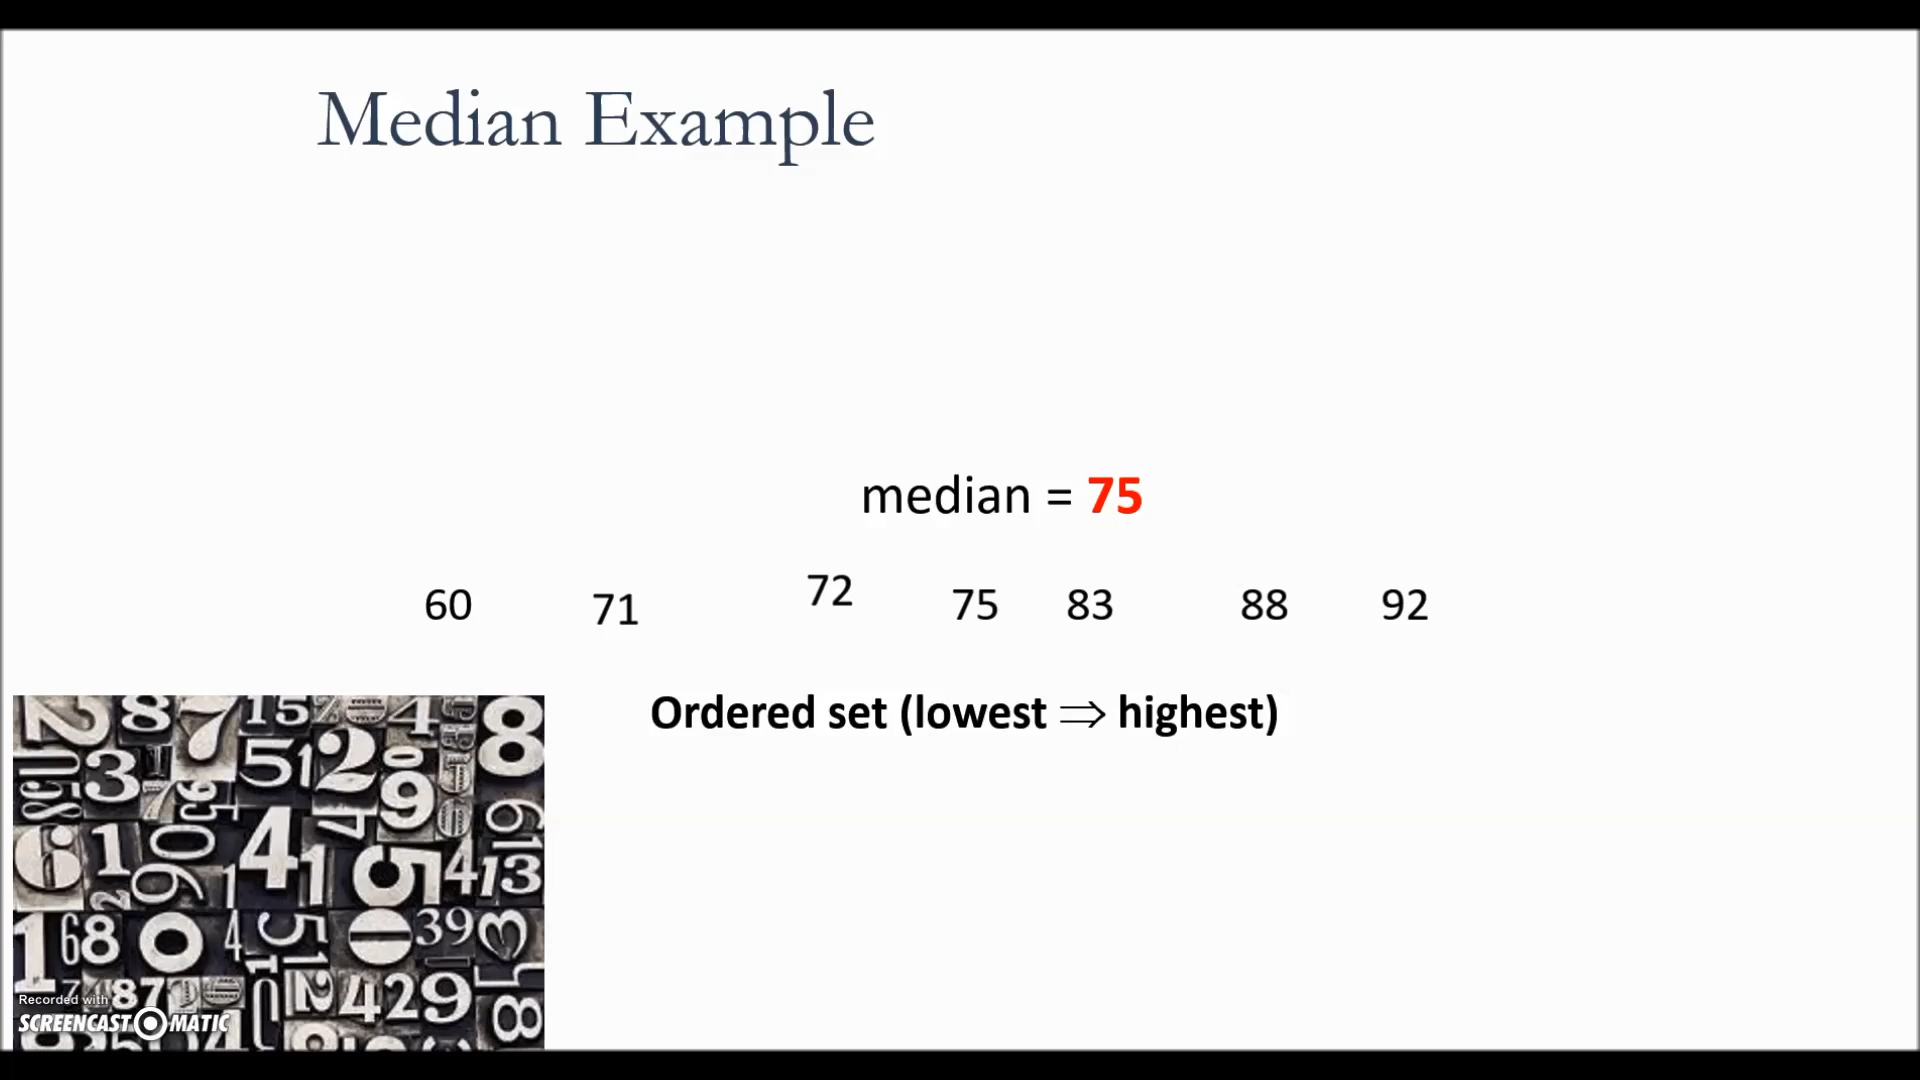 Median Example
median = 75
60 71 72 75 83 88 92
Ordered set (lowest ⇒ highest)
Recorded with
SCREENCAST O MATIC